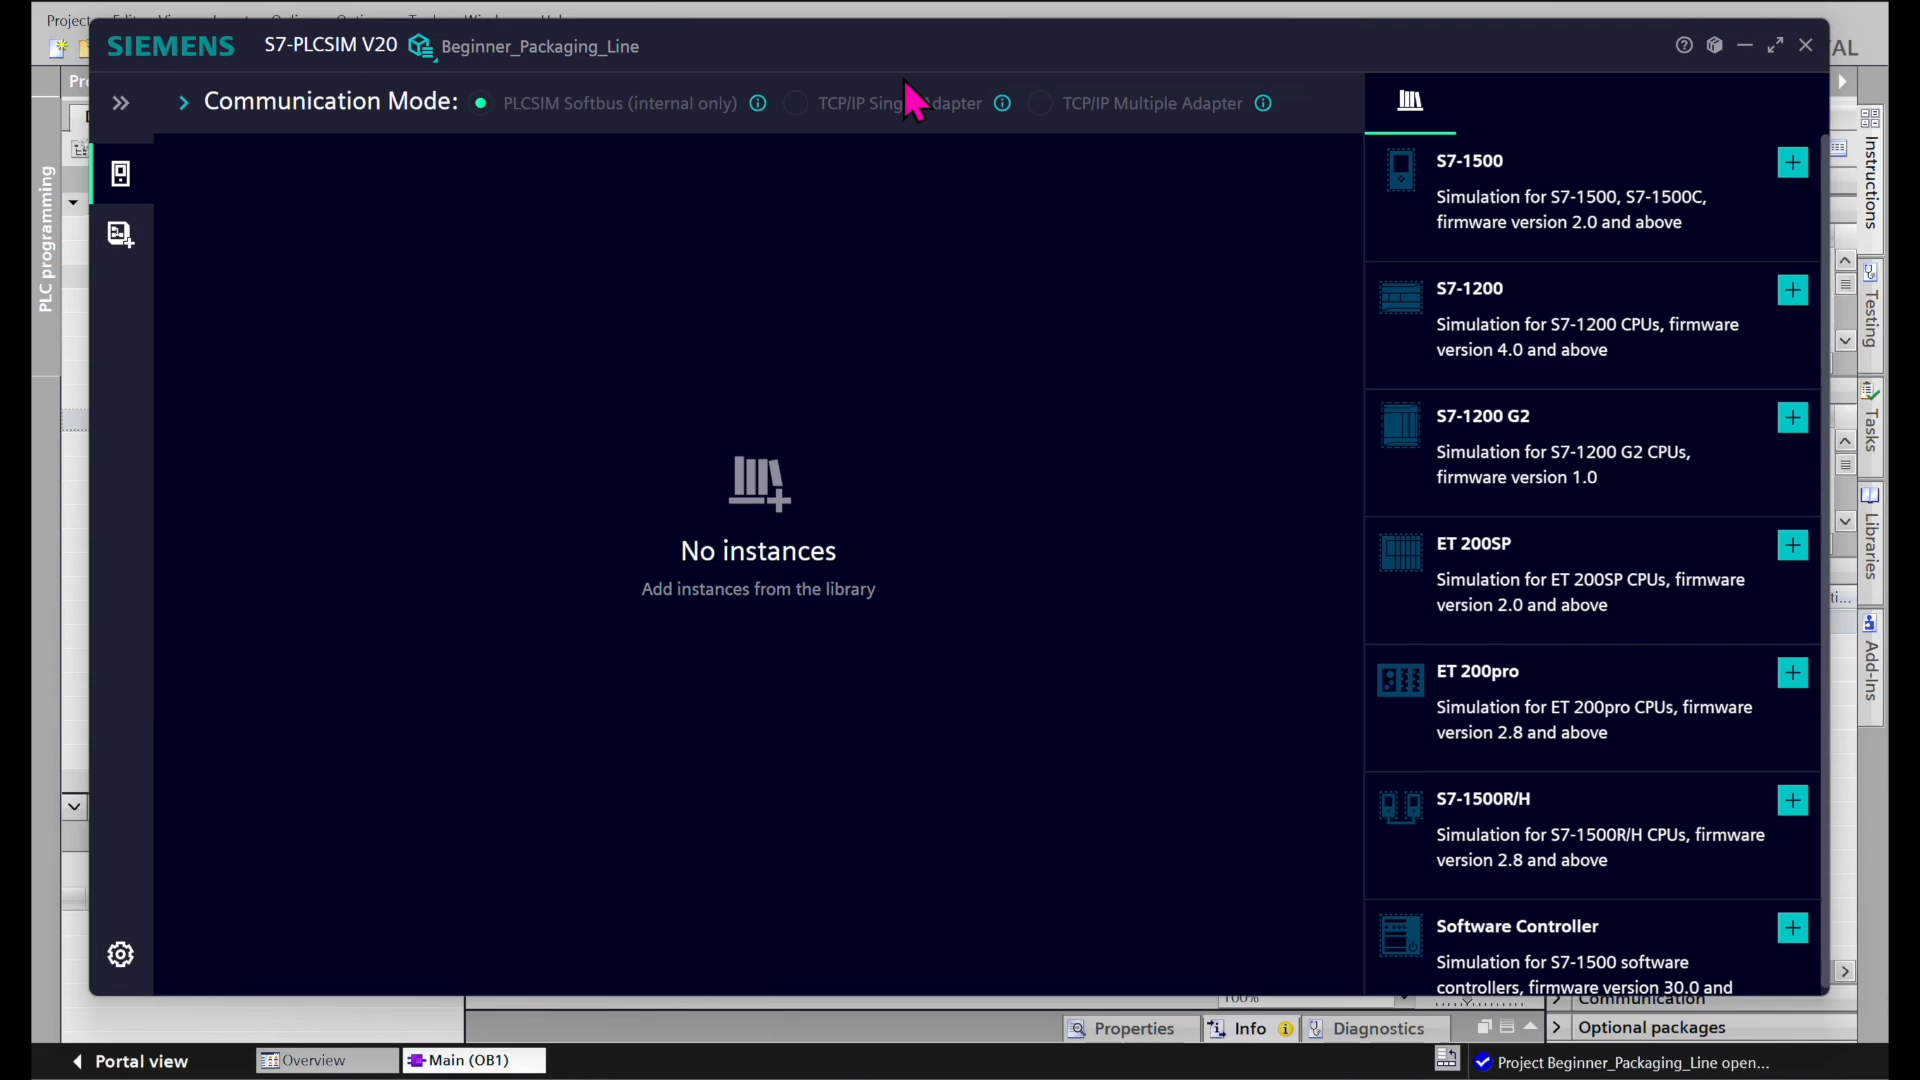 SIEMENS S7-PLCSIM V20 Beginner_Packaging_Line
Communication Mode: PLCSIM Softbus (internal only) TCP/IP Adapter TCP/IP Multiple Adapter
No instances
Add instances from the library
S7-1500
Simulation for S7-1500, S7-1500C,
firmware version 2.0 and above
S7-1200
Simulation for S7-1200 CPUs, firmware
version 4.0 and above
S7-1200 G2
Simulation for S7-1200 G2 CPUs,
firmware version 1.0
ET 200SP
Simulation for ET 200SP CPUs, firmware
version 2.0 and above
ET 200pro
Simulation for ET 200pro CPUs, firmware
version 2.8 and above
S7-1500R/H
Simulation for S7-1500R/H CPUs, firmware
version 2.8 and above
Software Controller
Simulation for S7-1500 software
controllers, firmware version 30.0 and
PLC programming
Instructions
Testing
Tasks
Libraries
Add-Ins
Project
100%
Communication
Properties Info Diagnostics
Optional packages
Portal view Overview Main (OB1)
Project Beginner_Packaging_Line open...